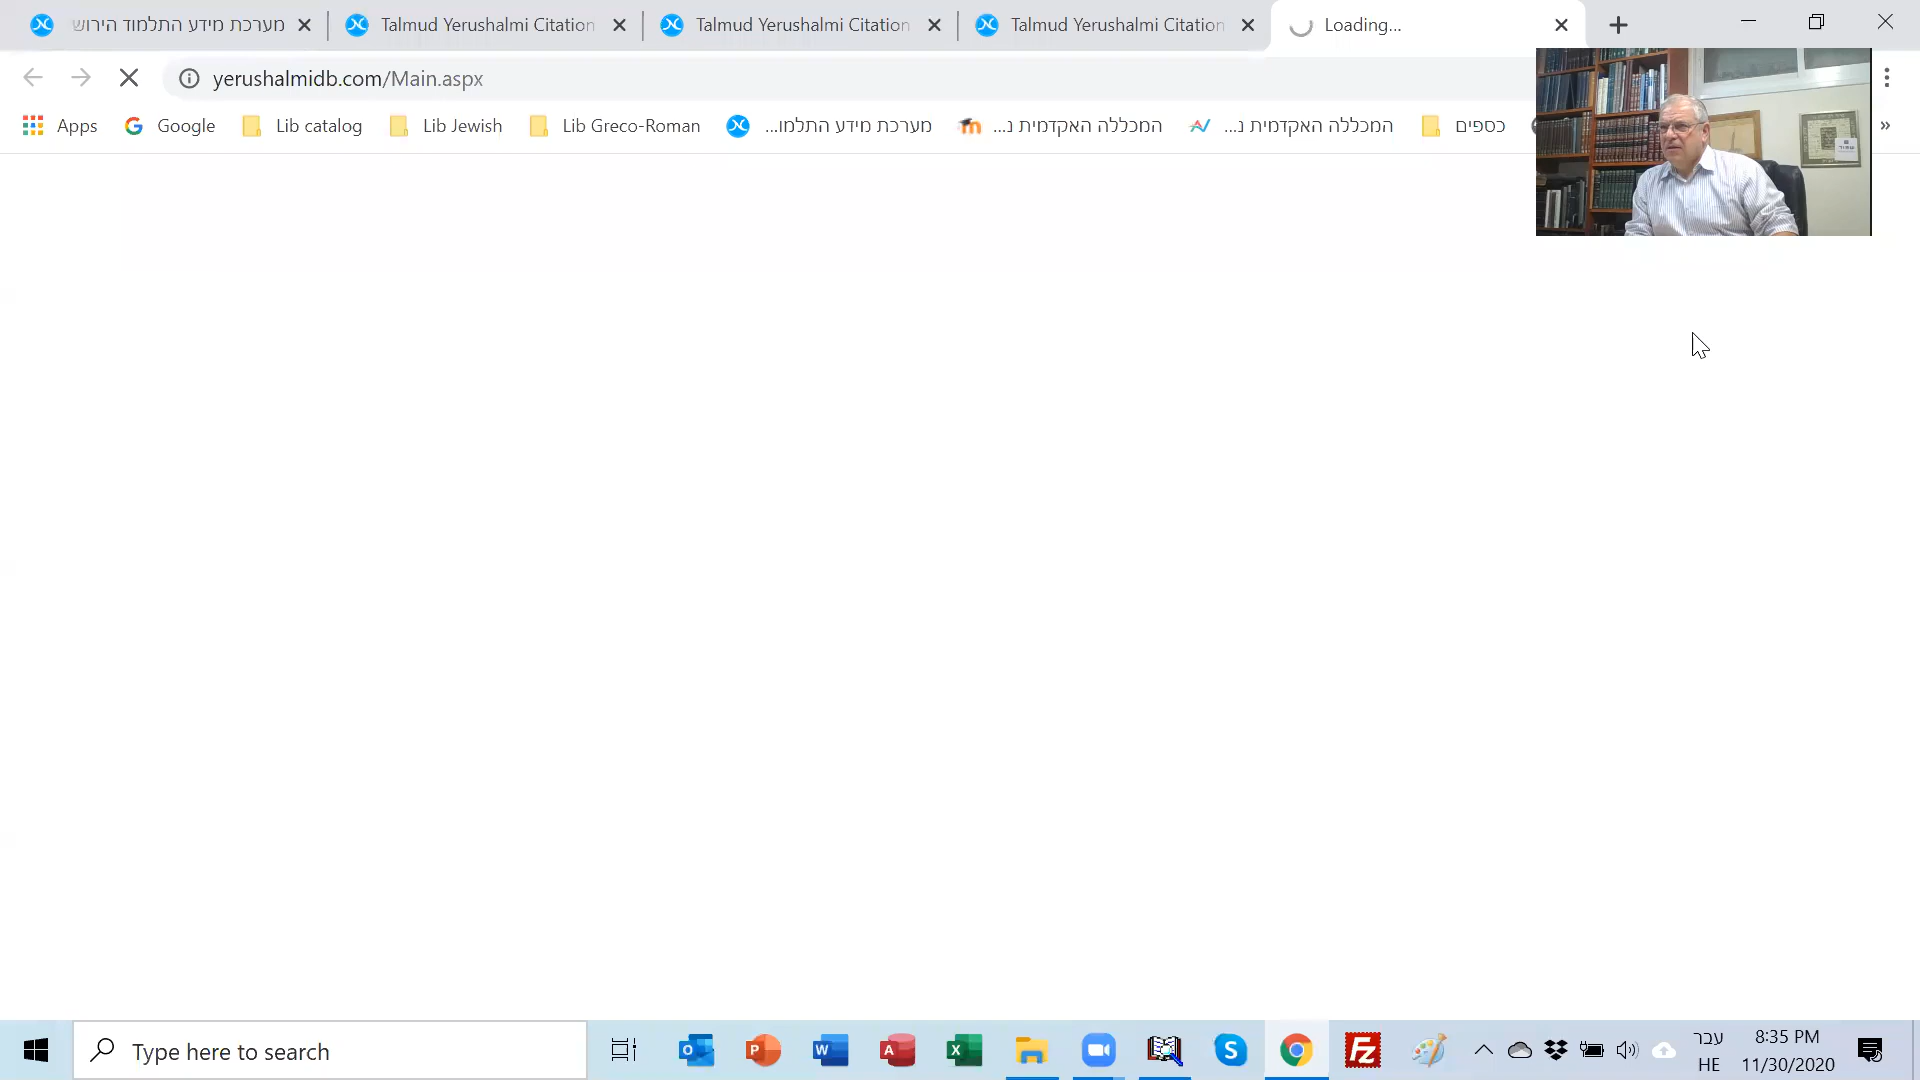 מערכת מידע התלמוד הירוש
Talmud Yerushalmi Citation
Talmud Yerushalmi Citation
Talmud Yerushalmi Citation
Loading...
yerushalmidb.com/Main.aspx
Apps
Google
Lib catalog
Lib Jewish
Lib Greco-Roman
מערכת מידע התלמו...
המכללה האקדמית נ...
המכללה האקדמית נ...
כספים
»
Type here to search
עבר
HE
8:35 PM
11/30/2020